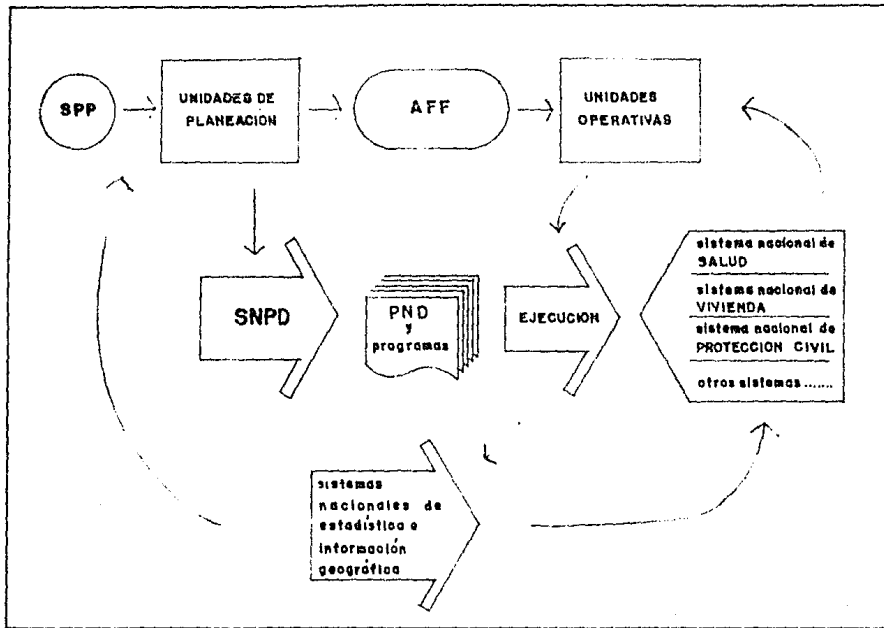 SPP
UNIDADES DE
PLANEACION
AFF
UNIDADES
OPERATIVAS
SNPD
PND
y
programas
EJECUCION
sistema nacional de
SALUD
sistema nacional de
VIVIENDA
sistema nacional de
PROTECCION CIVIL
otros sistemas .......
sistemas
nacionales de
estadística e
información
geográfica